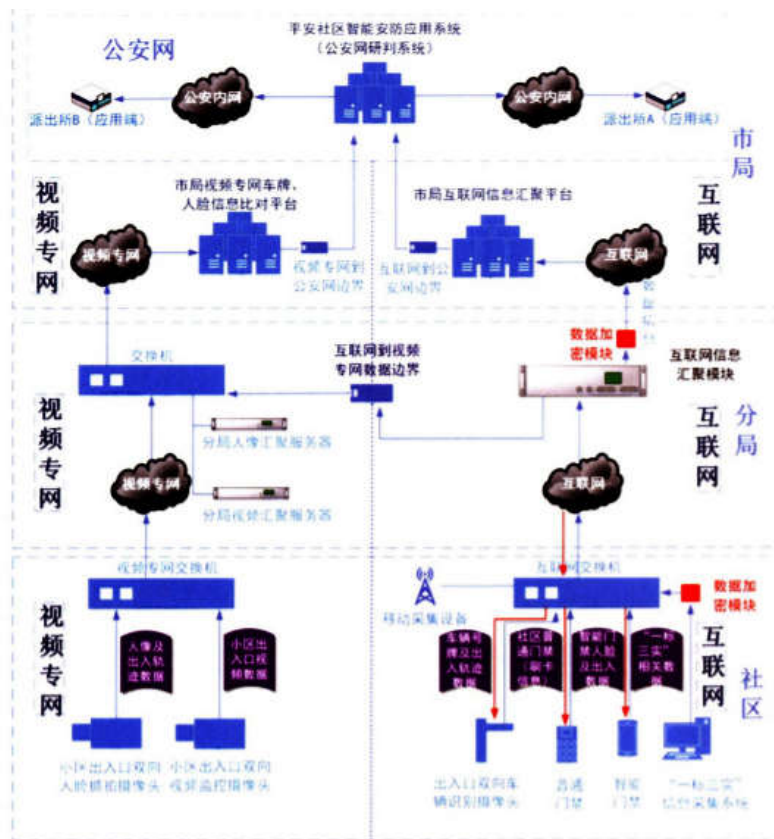 平安社区智能安防应用系统
(公安网研判系统)
公安网
公安内网
公安内网
派出所B(应用端)
派出所A(应用端)
市局
视频专网
市局视频专网车牌、
人脸信息比对平台
市局互联网信息汇聚平台
互联网
视频专网
视频专网到
公安网边界
互联网到公
安网边界
互联网
数据加
密模块
交换机
互联网到视频
专网数据边界
互联网信息
汇聚模块
视频专网
分局人像汇聚服务器
互联网
分局
视频专网
互联网
分局视频汇聚服务器
视频专网交换机
互联网交换机
移动采集设备
数据加
密模块
视频专网
人像及
出入轨
迹数据
小区出
入口视
频数据
车辆号
牌及出
入轨迹
数据
社区普
通门禁
(刷卡
信息)
智能门
禁人脸
及出入
数据
“一标
三实”
相关数
据
互联网
社区
小区出入口双向
人脸抓拍摄像头
小区出入口双向
视频监控摄像头
出入口双向车
辆识别摄像头
普通
门禁
智能
门禁
“一标三实”
信息采集系统